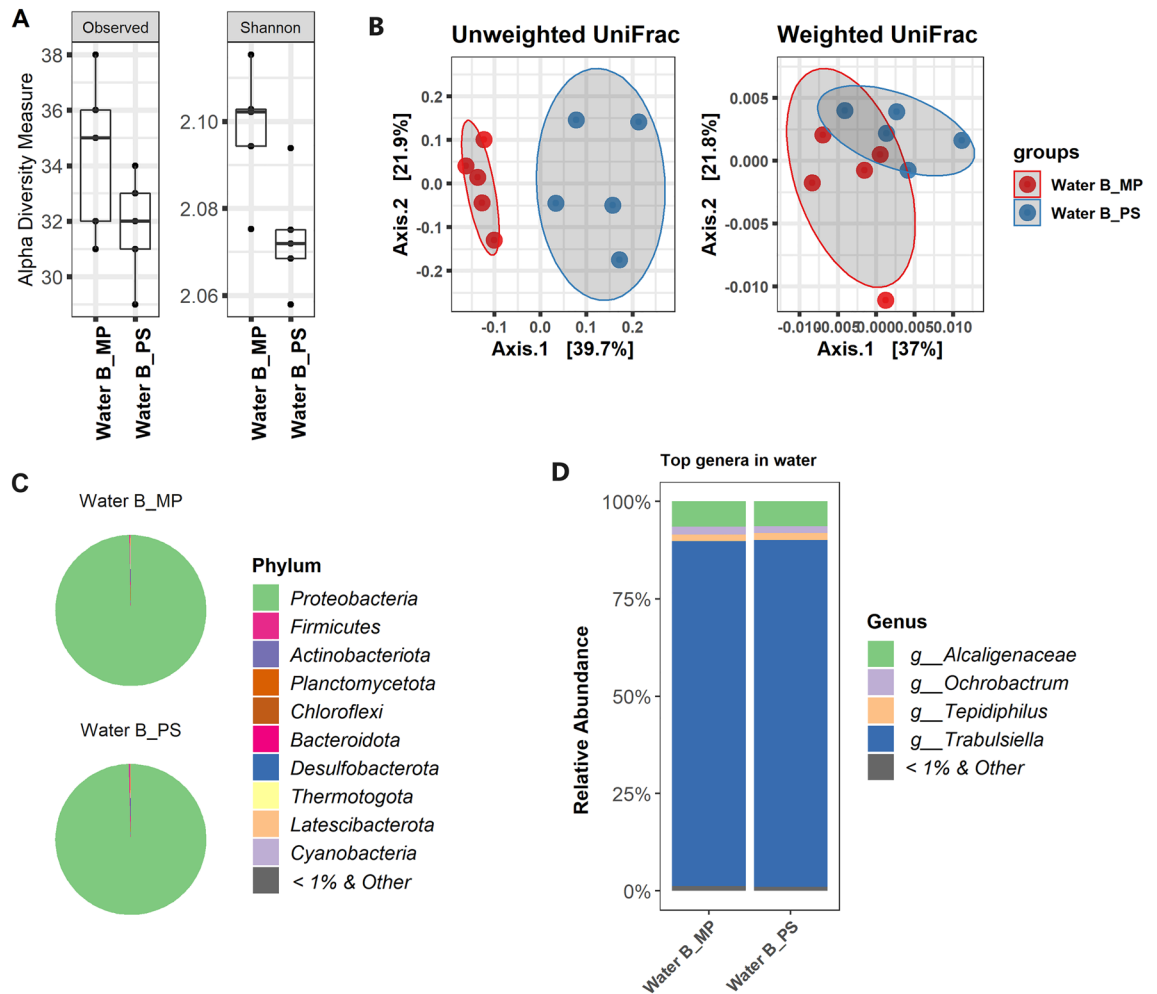 A
Observed
Shannon
Alpha Diversity Measure
38
36
34
32
30
2.10
2.08
2.06
Water B_MP
Water B_PS
Water B_MP
Water B_PS
B
Unweighted UniFrac
Axis.2 [21.9%]
0.2
0.1
0.0
-0.1
-0.2
-0.1
0.0
0.1
0.2
Axis.1 [39.7%]
Weighted UniFrac
Axis.2 [21.8%]
0.005
0.000
-0.005
-0.010
-0.010
-0.005
0.000
0.005
0.010
Axis.1 [37%]
groups
Water B_MP
Water B_PS
C
Water B_MP
Water B_PS
Phylum
Proteobacteria
Firmicutes
Actinobacteriota
Planctomycetota
Chloroflexi
Bacteroidota
Desulfobacterota
Thermotogota
Latescibacterota
Cyanobacteria
< 1% & Other
D
Top genera in water
Relative Abundance
100%
75%
50%
25%
0%
Water B_MP
Water B_PS
Genus
g__Alcaligenaceae
g__Ochrobactrum
g__Tepidiphilus
g__Trabulsiella
< 1% & Other